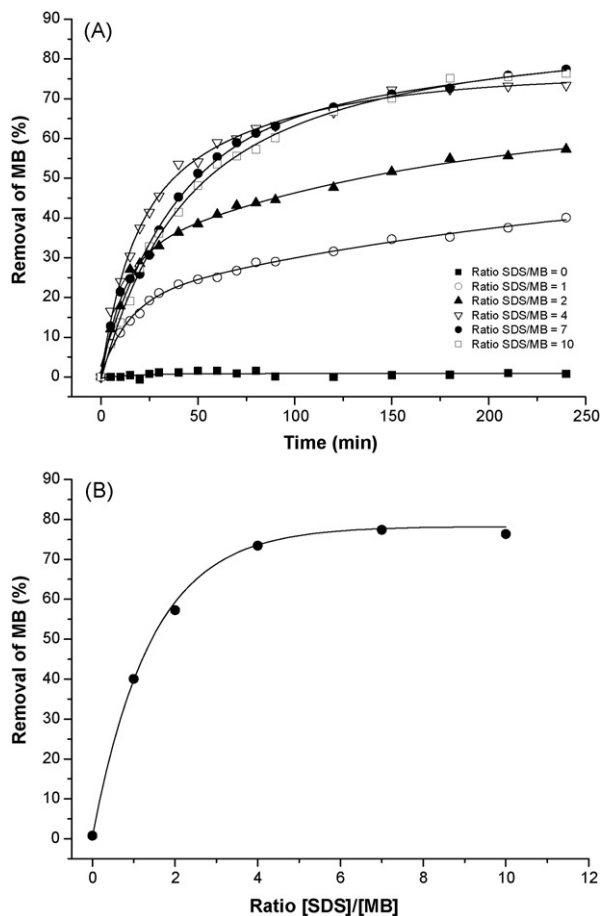 (A)
Removal of MB (%)
90
80
70
60
50
40
30
20
10
0
Ratio SDS/MB = 0
Ratio SDS/MB = 1
Ratio SDS/MB = 2
Ratio SDS/MB = 4
Ratio SDS/MB = 7
Ratio SDS/MB = 10
0 50 100 150 200 250
Time (min)
(B)
Removal of MB (%)
90
80
70
60
50
40
30
20
10
0
0 2 4 6 8 10 12
Ratio [SDS]/[MB]